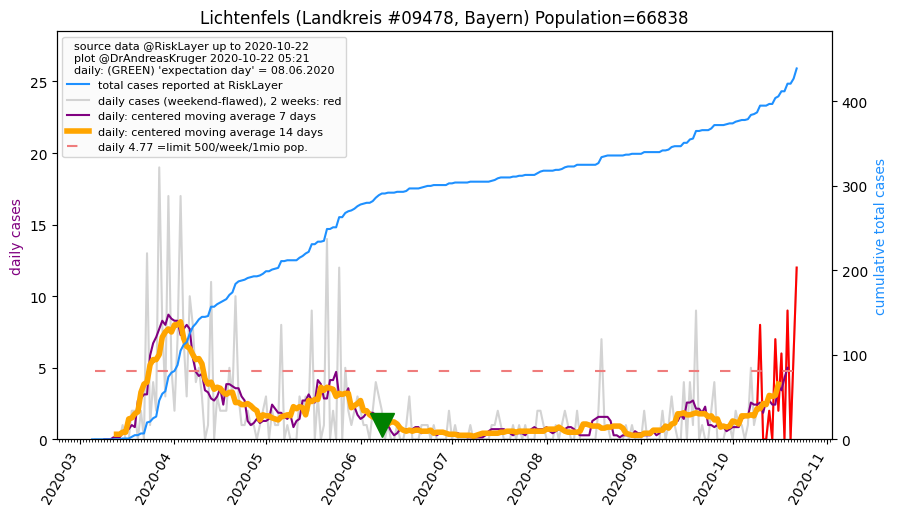 Lichtenfels (Landkreis #09478, Bayern) Population=66838
source data @RiskLayer up to 2020-10-22
plot @DrAndreasKruger 2020-10-22 05:21
daily: (GREEN) 'expectation day' = 08.06.2020
total cases reported at RiskLayer
daily cases (weekend-flawed), 2 weeks: red
daily: centered moving average 7 days
daily: centered moving average 14 days
daily 4.77 =limit 500/week/1mio pop.
daily cases
25
20
15
10
5
0
cumulative total cases
400
300
200
100
0
2020-03
2020-04
2020-05
2020-06
2020-07
2020-08
2020-09
2020-10
2020-11